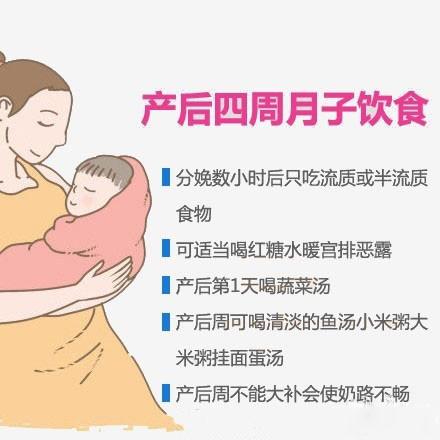 产后四周月子饮食
分娩数小时后只吃流质或半流质
食物
可适当喝红糖水暖宫排恶露
产后第1天喝蔬菜汤
产后周可喝清淡的鱼汤小米粥大
米粥挂面蛋汤
产后周不能大补会使奶路不畅